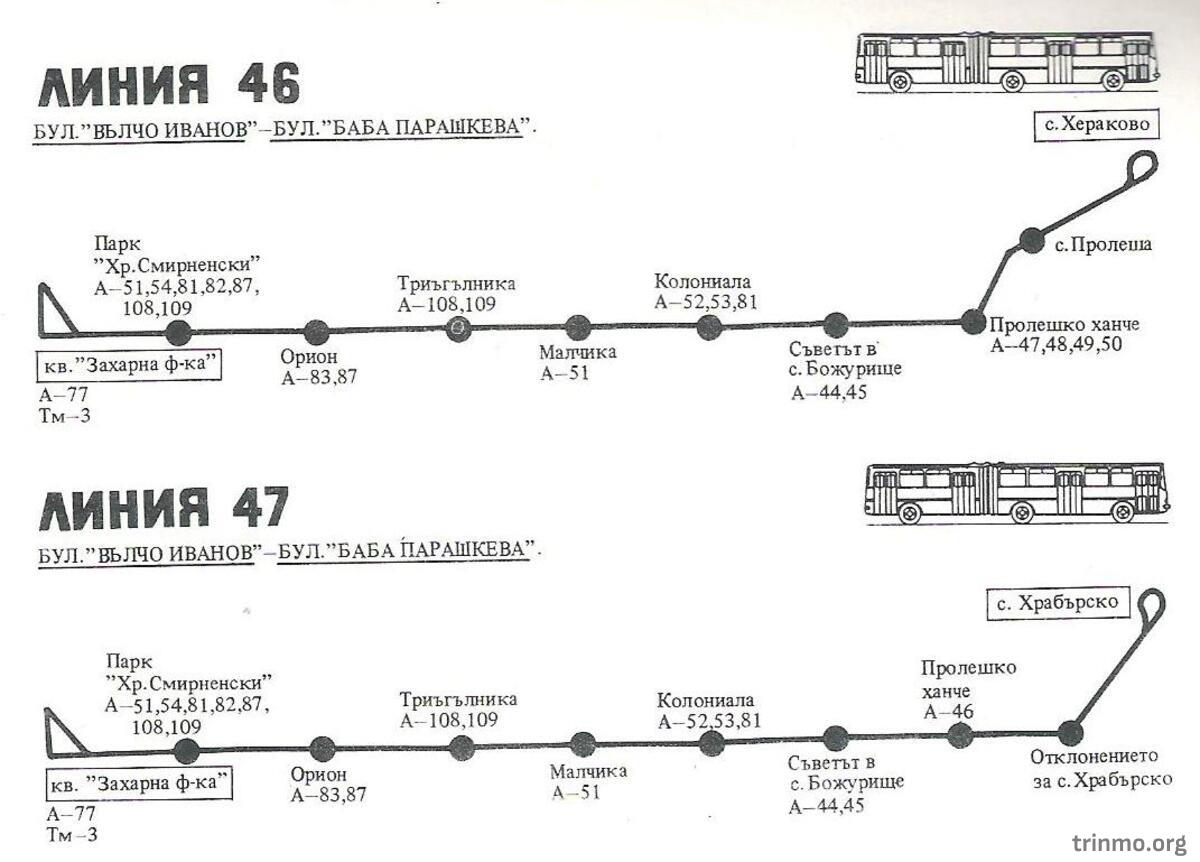 ЛИНИЯ 46
БУЛ."ВЪЛЧО ИВАНОВ"–БУЛ."БАБА ПАРАШКЕВА".
с.Хераково
с.Пролеша
Парк
"Хр.Смирненски"
А–51,54,81,82,87,
108,109
Триъгълника
А–108,109
Колониала
А–52,53,81
Пролешко ханче
А–47,48,49,50
кв."Захарна ф-ка"
А–77
Тм–3
Орион
А–83,87
Малчика
А–51
Съветът в
с.Божурище
А–44,45
ЛИНИЯ 47
БУЛ."ВЪЛЧО ИВАНОВ"–БУЛ."БАБА ПАРАШКЕВА".
с. Храбърско
Парк
"Хр.Смирненски"
А–51,54,81,82,87,
108,109
Триъгълника
А–108,109
Колониала
А–52,53,81
Пролешко
ханче
А–46
кв. "Захарна ф-ка"
А–77
Тм–3
Орион
А–83,87
Малчика
А–51
Съветът в
с.Божурище
А–44,45
Отклонението
за с.Храбърско
trinmo.org